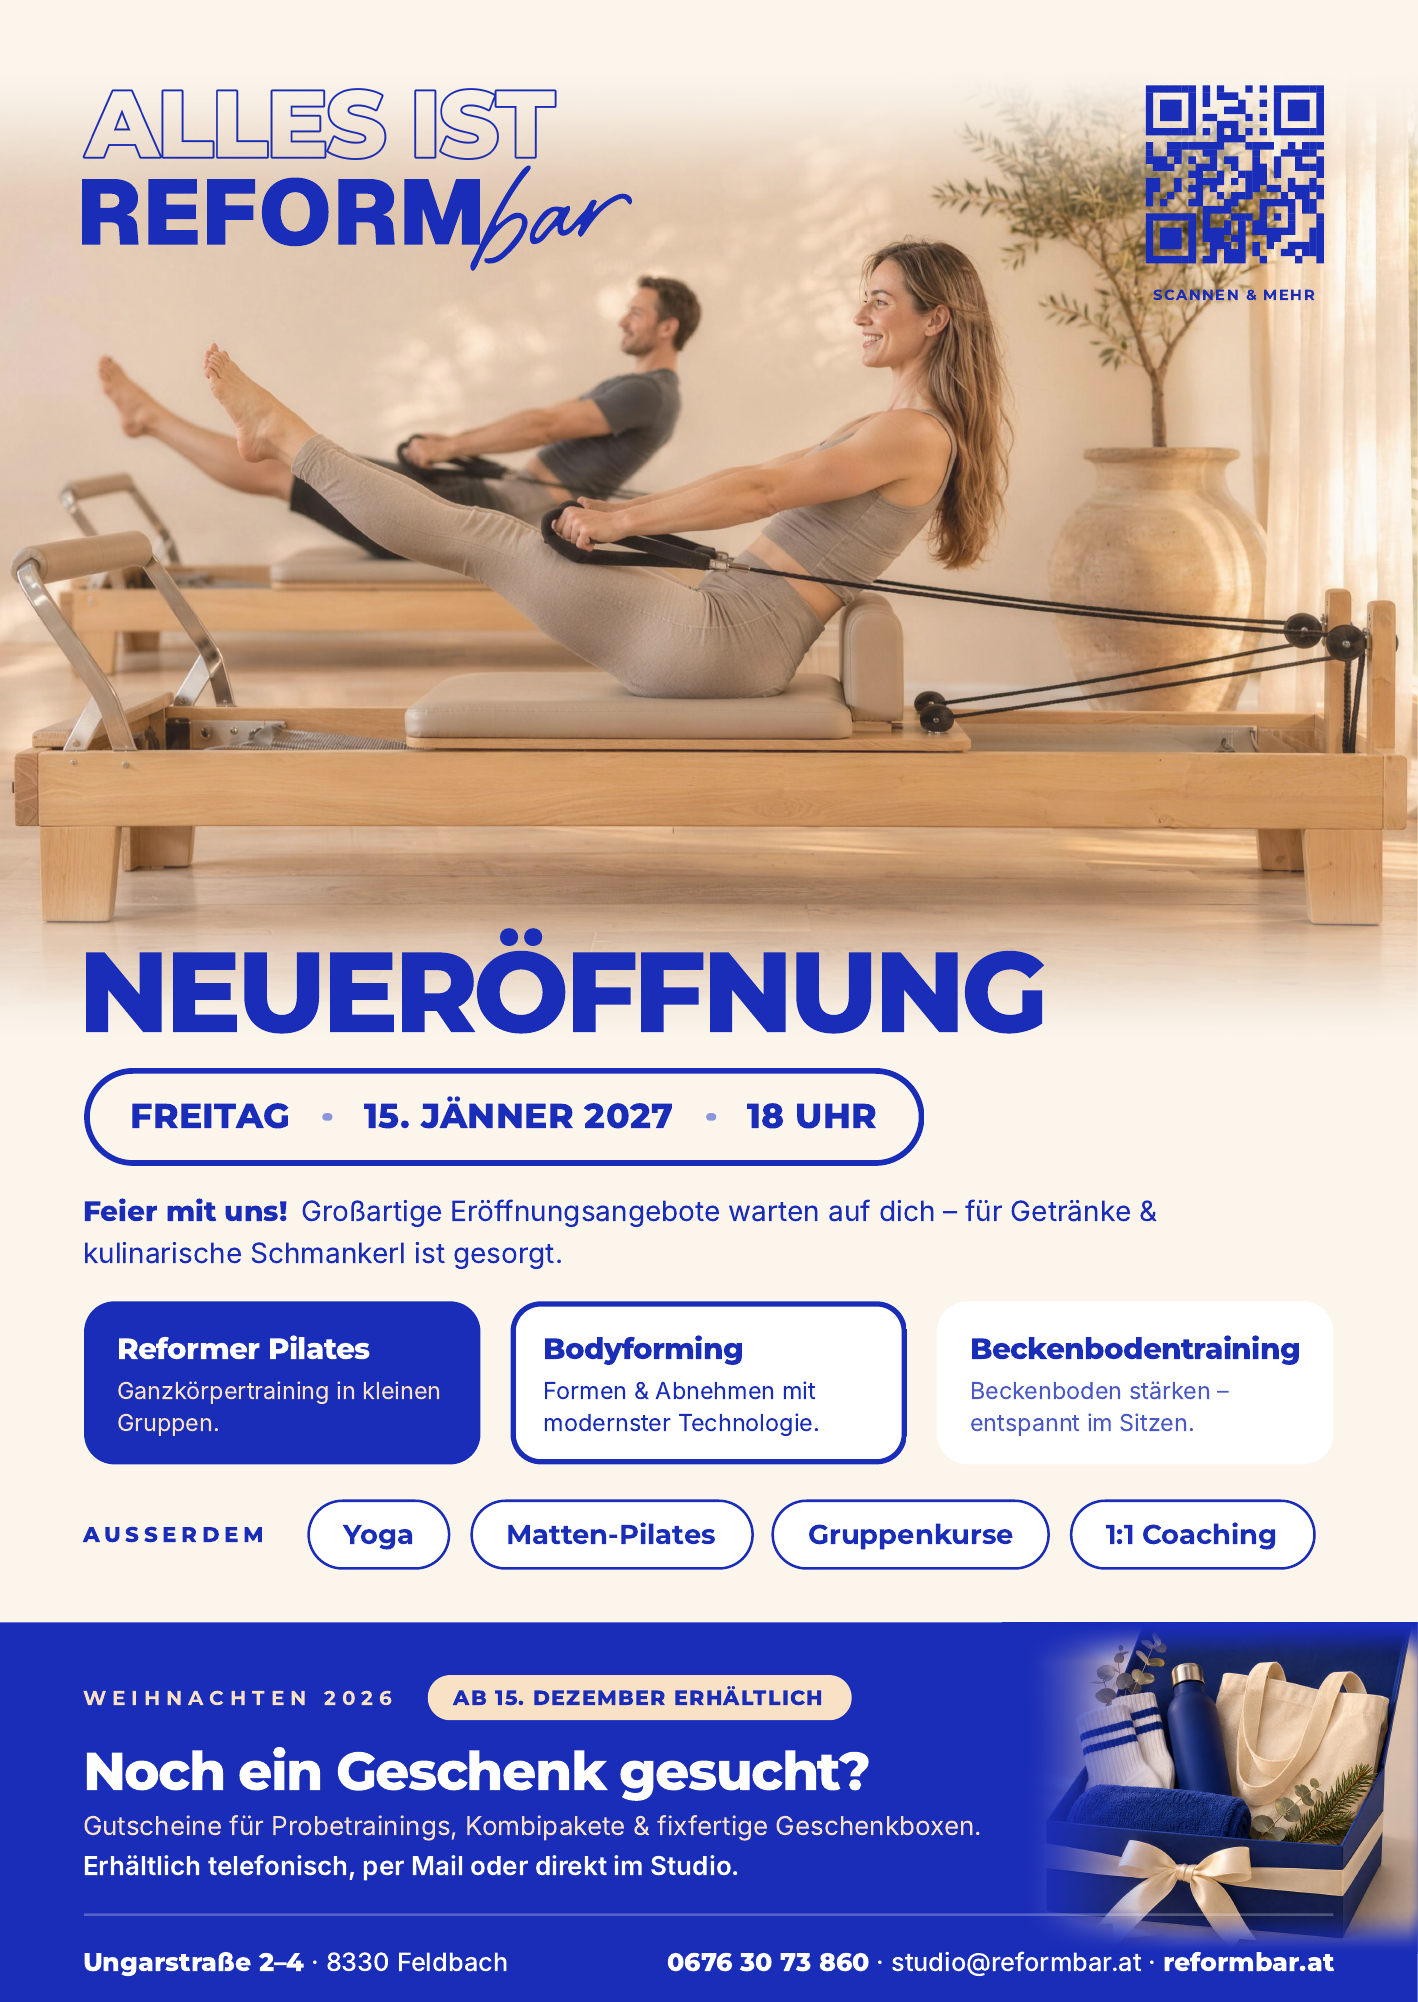 ALLES IST
REFORMbar
SCANNEN & MEHR
NEUERÖFFNUNG
FREITAG · 15. JÄNNER 2027 · 18 UHR
Feier mit uns! Großartige Eröffnungsangebote warten auf dich – für Getränke &
kulinarische Schmankerl ist gesorgt.
Reformer Pilates
Ganzkörpertraining in kleinen
Gruppen.
Bodyforming
Formen & Abnehmen mit
modernster Technologie.
Beckenbodentraining
Beckenboden stärken –
entspannt im Sitzen.
AUSSERDEM Yoga Matten-Pilates Gruppenkurse 1:1 Coaching
WEIHNACHTEN 2026 AB 15. DEZEMBER ERHÄLTLICH
Noch ein Geschenk gesucht?
Gutscheine für Probetrainings, Kombipakete & fixfertige Geschenkboxen.
Erhältlich telefonisch, per Mail oder direkt im Studio.
Ungarstraße 2–4 · 8330 Feldbach 0676 30 73 860 · studio@reformbar.at · reformbar.at